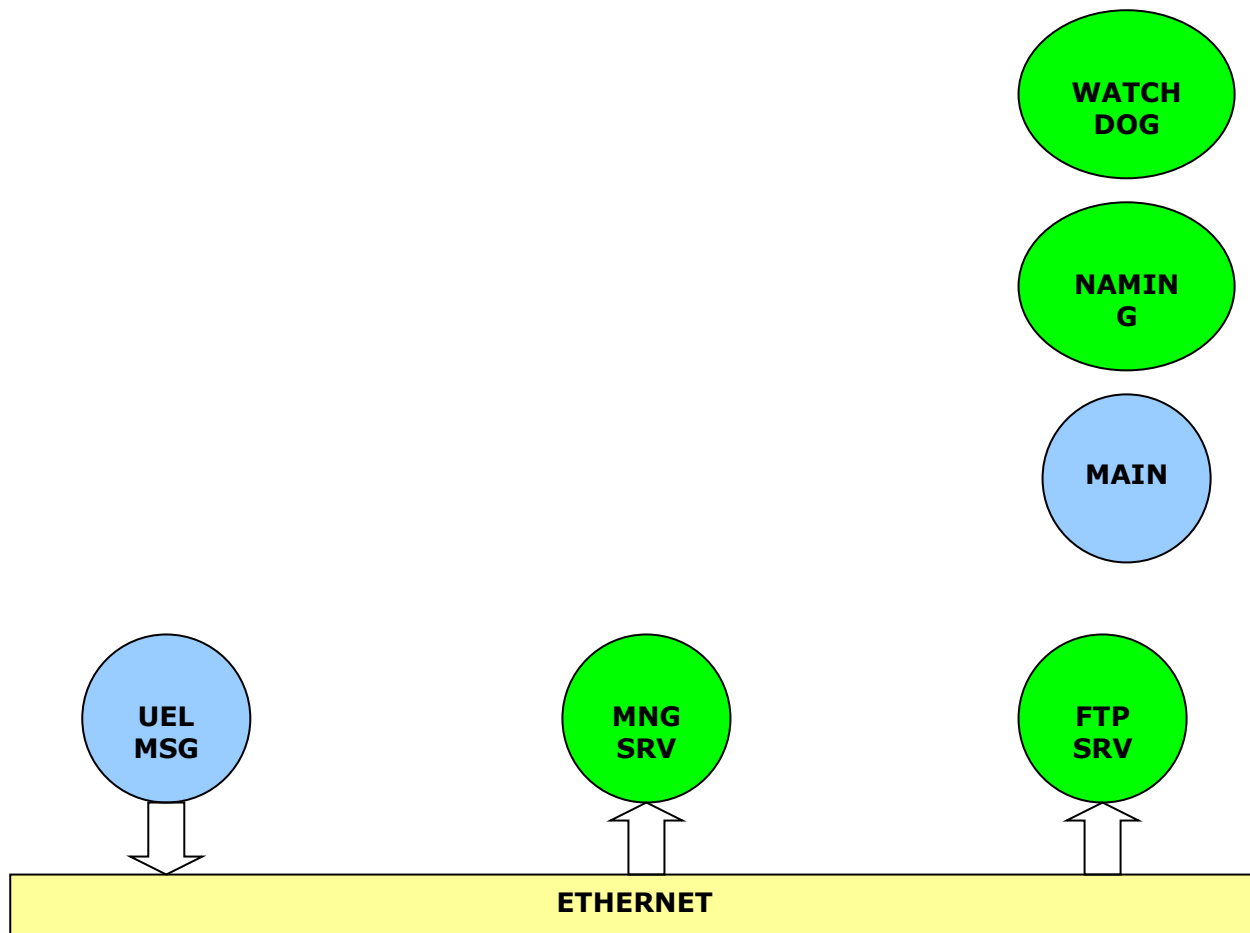 WATCH
DOG
NAMIN
G
MAIN
UEL
MSG
MNG
SRV
FTP
SRV
ETHERNET